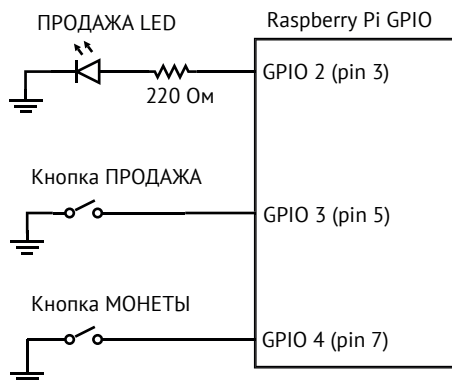 ПРОДАЖА LED
Raspberry Pi GPIO
GPIO 2 (pin 3)
220 Ом
Кнопка ПРОДАЖА
GPIO 3 (pin 5)
Кнопка МОНЕТЫ
GPIO 4 (pin 7)